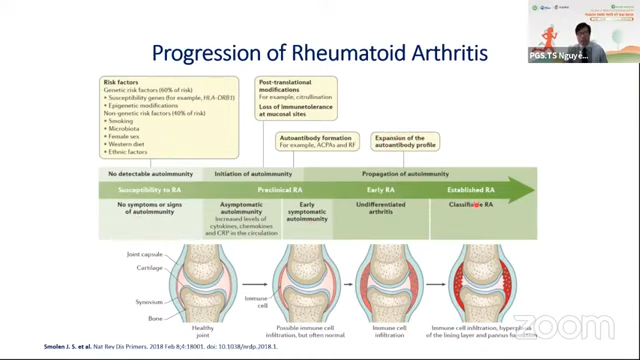 Progression of Rheumatoid Arthritis
PGS.TS Nguyễ...
Risk factors
Genetic risk factors (60% of risk)
• Susceptibility genes (for example, HLA-DRB1)
• Epigenetic modifications
Non-genetic risk factors (40% of risk)
• Smoking
• Microbiota
• Female sex
• Western diet
• Ethnic factors
Post-translational
modifications
For example, citrullination
Loss of immunetolerance
at mucosal sites
Autoantibody formation
For example, ACPAs and RF
Expansion of the
autoantibody profile
No detectable autoimmunity
Initiation of autoimmunity
Propagation of autoimmunity
Susceptibility to RA
Preclinical RA
Early RA
Established RA
No symptoms or signs
of autoimmunity
Asymptomatic
autoimmunity
Increased levels of
cytokines, chemokines
and CRP in the circulation
Early
symptomatic
autoimmunity
Undifferentiated
arthritis
Classifiable RA
Joint capsule
Cartilage
Synovium
Bone
Immune
cell
Healthy
joint
Possible immune cell
infiltration, but often normal
Immune cell
infiltration
Immune cell infiltration, hyperplasia
of the lining layer and pannus formation
zoom
Smolen J. S. et al. Nat Rev Dis Primers. 2018 Feb 8;4:18001. doi: 10.1038/nrdp.2018.1.